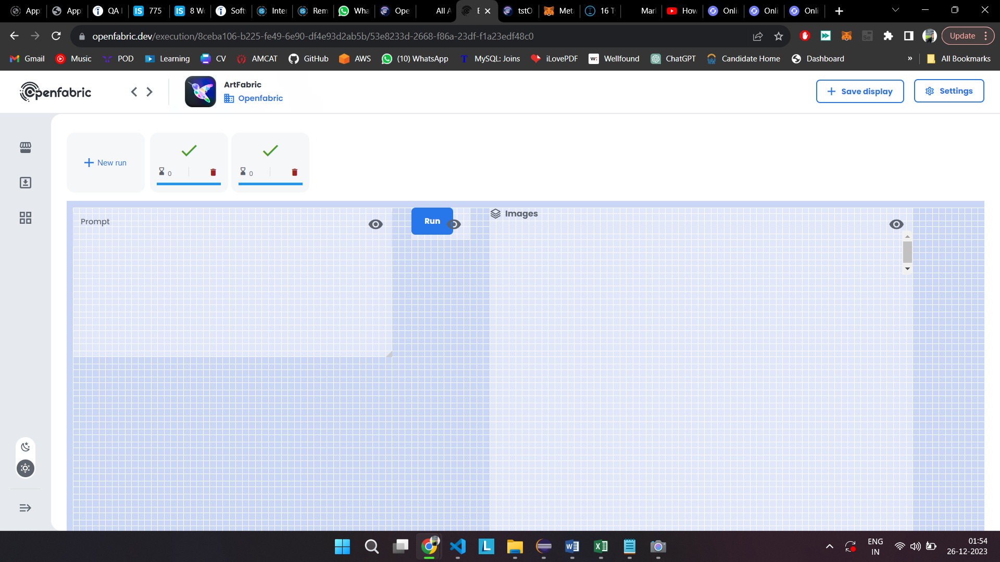 App
App
QA
775
8 W
Soft
Inte
Rem
Wha
Ope
All A
E
tstO
Met
16 T
Mar
How
Onli
Onli
Onli
openfabric.dev/execution/8ceba106-b225-fe49-6e90-df4e93d2ab5b/53e8233d-2668-f86a-23df-f1a23edf48c0
Update
Gmail
Music
POD
Learning
CV
AMCAT
GitHub
AWS
(10) WhatsApp
MySQL: Joins
iLovePDF
Wellfound
ChatGPT
Candidate Home
Dashboard
»
All Bookmarks
Openfabric
ArtFabric
Openfabric
Save display
Settings
New run
0
0
Prompt
Run
Images
ENG
IN
01:54
26-12-2023